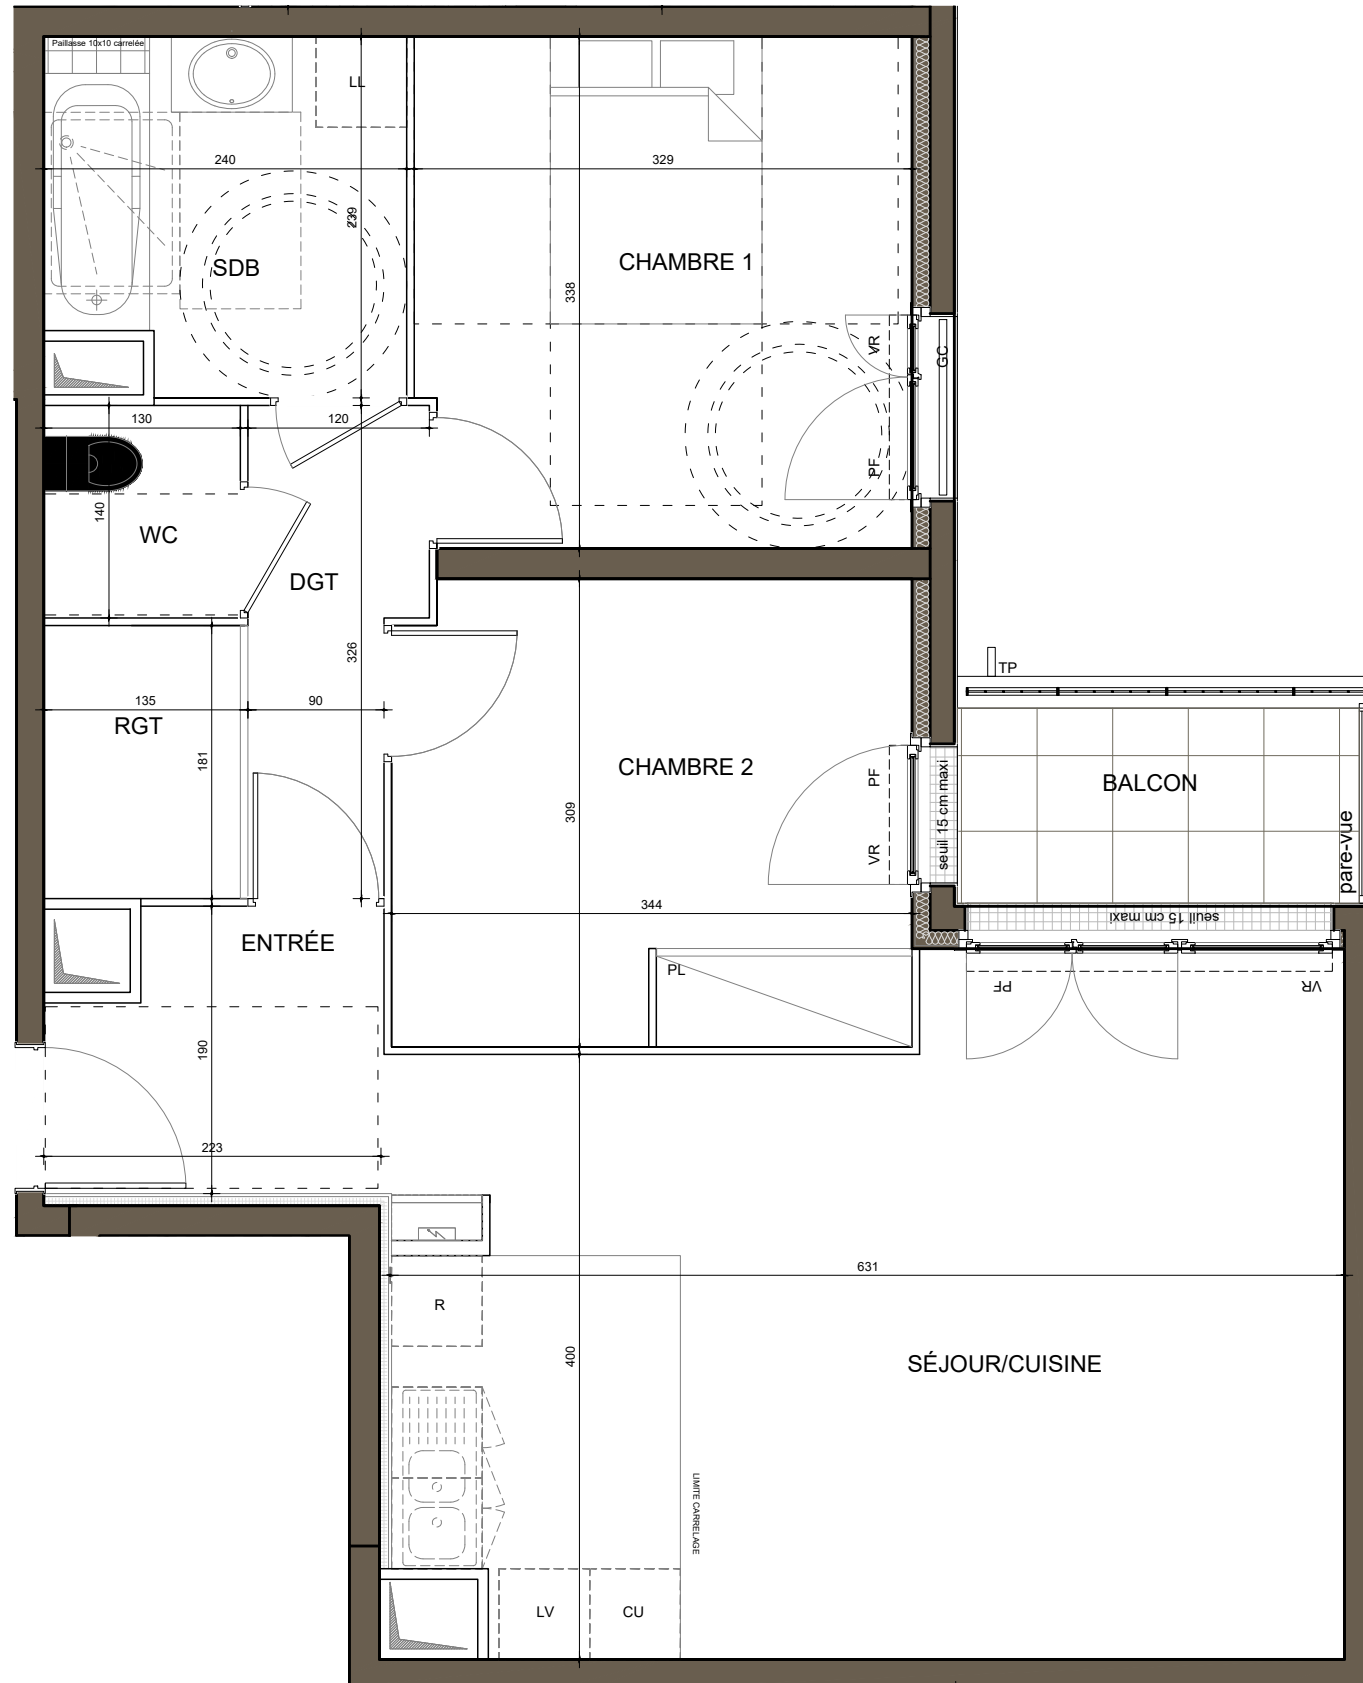 Paillasse 10x10 carrelée
LL
240
329
239
SDB
CHAMBRE 1
338
VR
GC
PF
130
120
140
WC
DGT
326
135
90
RGT
181
CHAMBRE 2
309
PF
VR
seuil 15 cm maxi
TP
BALCON
pare-vue
seuil 15 cm maxi
344
ENTRÉE
PL
PF
VR
190
223
631
R
400
SÉJOUR/CUISINE
LIMITE CARRELAGE
LV
CU